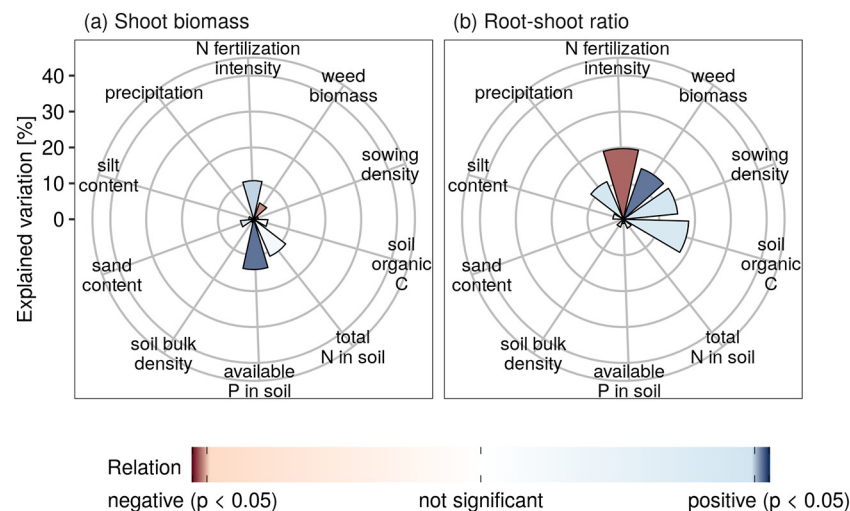 (a) Shoot biomass
(b) Root-shoot ratio
Explained variation [%]
40
30
20
10
0
N fertilization
intensity
weed
biomass
sowing
density
soil
organic
C
total
N in soil
available
P in soil
soil bulk
density
sand
content
silt
content
precipitation
N fertilization
intensity
weed
biomass
sowing
density
soil
organic
C
total
N in soil
available
P in soil
soil bulk
density
sand
content
silt
content
precipitation
Relation
negative (p < 0.05)
not significant
positive (p < 0.05)